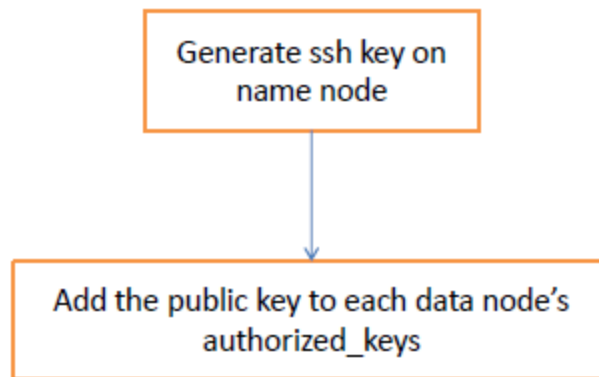 Generate ssh key on
name node
Add the public key to each data node's
authorized_keys